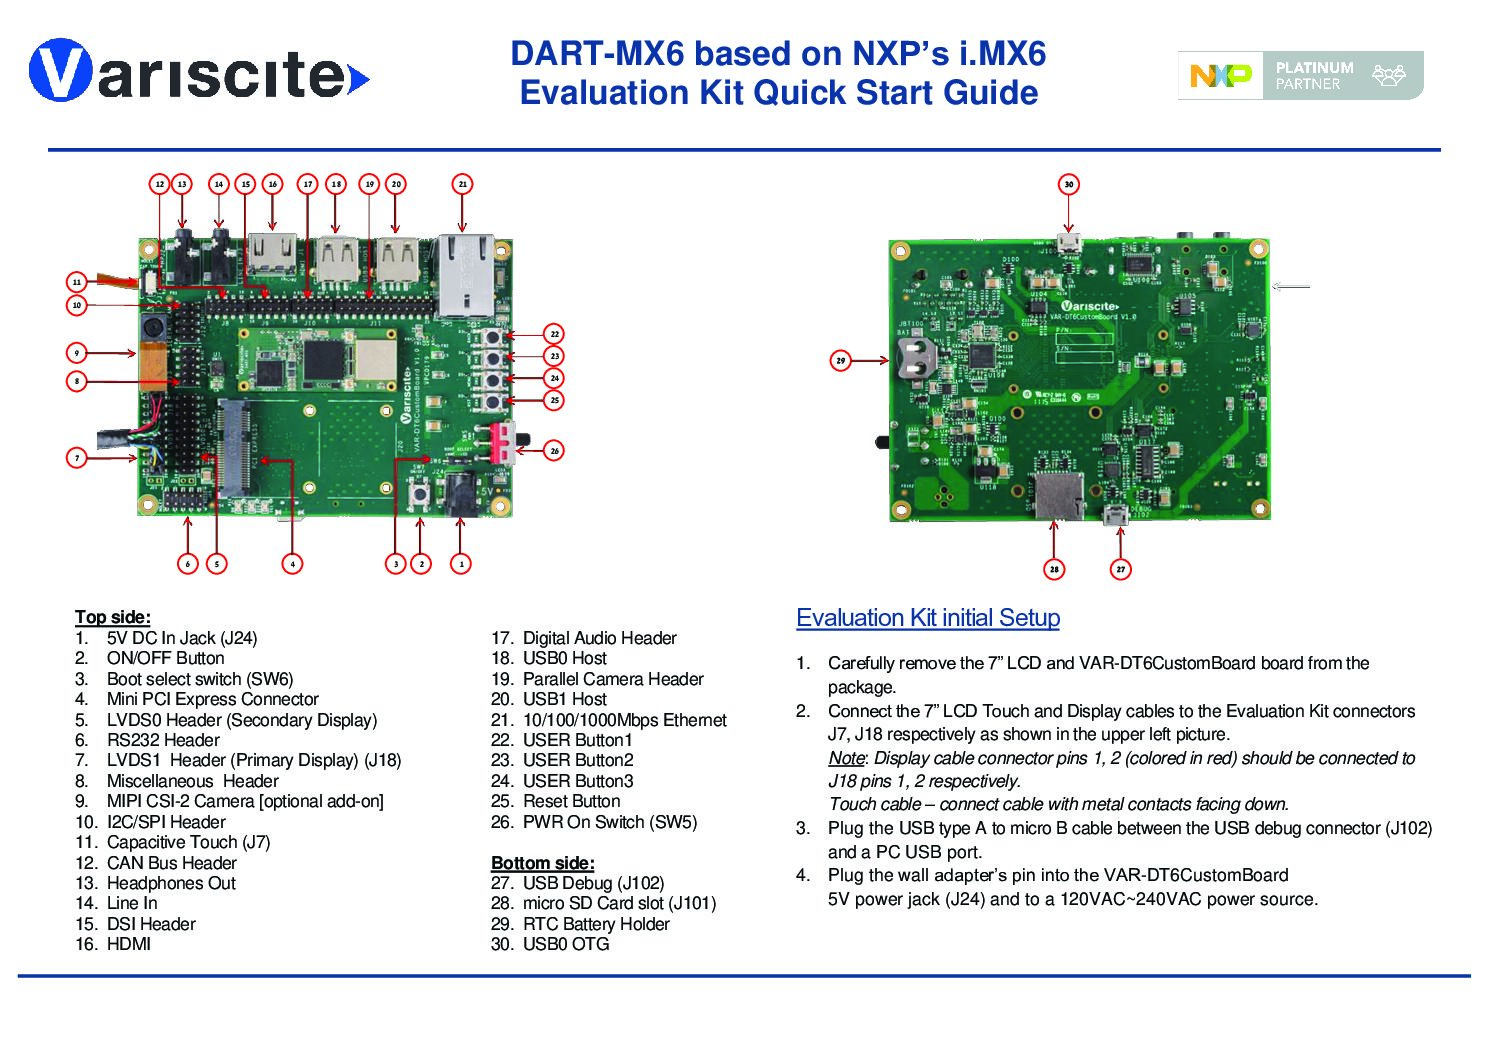 Variscite
DART-MX6 based on NXP’s i.MX6
Evaluation Kit Quick Start Guide
NXP
PLATINUM
PARTNER
12 13 14 15 16 17 18 19 20 21
11
10
9
8
7
22
23
24
25
26
6 5 4 3 2 1
30
29
28 27
Variscite
VAR-DT6CustomBoard V1.0
Variscite
VAR-DT6CustomBoard V1.0
P/N
S/N
5V
DEBUG
J102
Top side:
1. 5V DC In Jack (J24)
2. ON/OFF Button
3. Boot select switch (SW6)
4. Mini PCI Express Connector
5. LVDS0 Header (Secondary Display)
6. RS232 Header
7. LVDS1 Header (Primary Display) (J18)
8. Miscellaneous Header
9. MIPI CSI-2 Camera [optional add-on]
10. I2C/SPI Header
11. Capacitive Touch (J7)
12. CAN Bus Header
13. Headphones Out
14. Line In
15. DSI Header
16. HDMI
17. Digital Audio Header
18. USB0 Host
19. Parallel Camera Header
20. USB1 Host
21. 10/100/1000Mbps Ethernet
22. USER Button1
23. USER Button2
24. USER Button3
25. Reset Button
26. PWR On Switch (SW5)
Bottom side:
27. USB Debug (J102)
28. micro SD Card slot (J101)
29. RTC Battery Holder
30. USB0 OTG
Evaluation Kit initial Setup
1. Carefully remove the 7” LCD and VAR-DT6CustomBoard board from the
package.
2. Connect the 7” LCD Touch and Display cables to the Evaluation Kit connectors
J7, J18 respectively as shown in the upper left picture.
Note: Display cable connector pins 1, 2 (colored in red) should be connected to
J18 pins 1, 2 respectively.
Touch cable – connect cable with metal contacts facing down.
3. Plug the USB type A to micro B cable between the USB debug connector (J102)
and a PC USB port.
4. Plug the wall adapter’s pin into the VAR-DT6CustomBoard
5V power jack (J24) and to a 120VAC~240VAC power source.